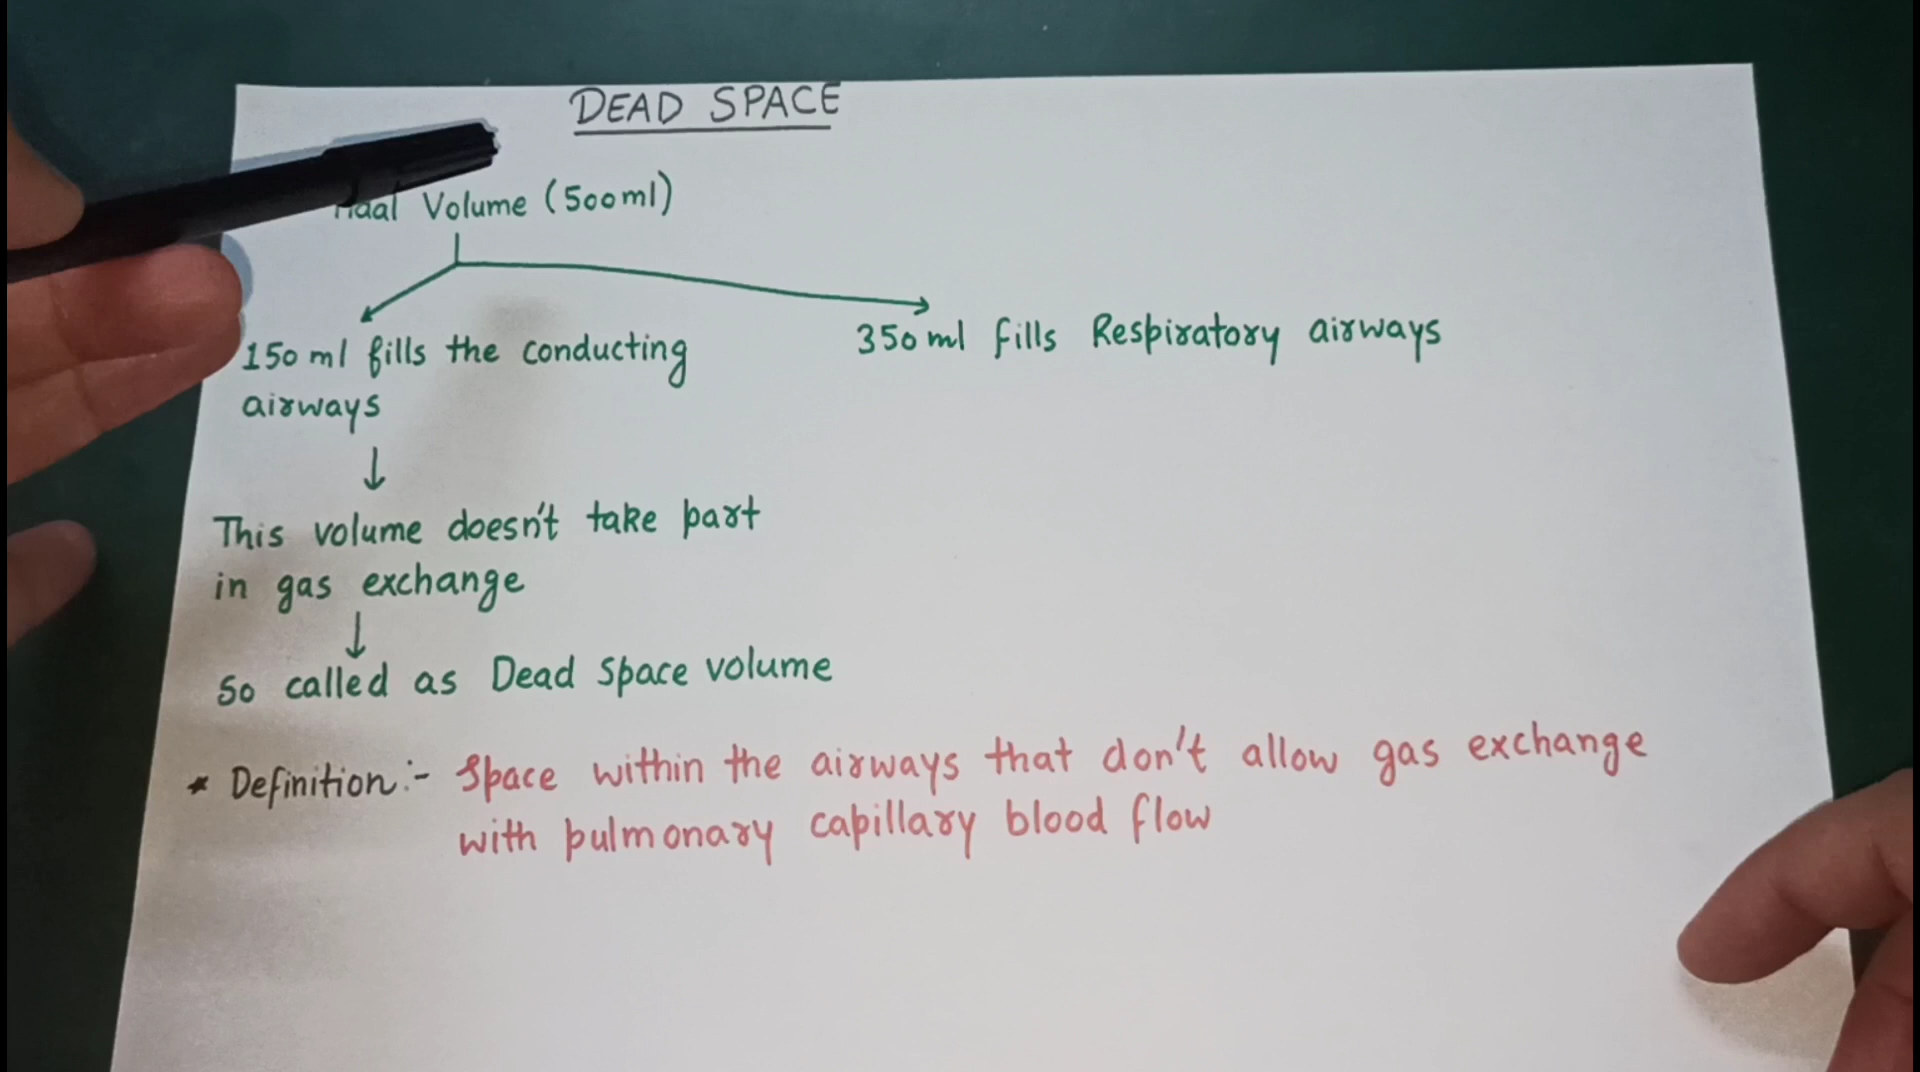 DEAD SPACE
Tidal Volume (500ml)
150 ml fills the conducting
airways
350 ml fills Respiratory airways
↓
This volume doesn't take part
in gas exchange
↓
So called as Dead Space volume
* Definition:- Space within the airways that don't allow gas exchange
with pulmonary capillary blood flow